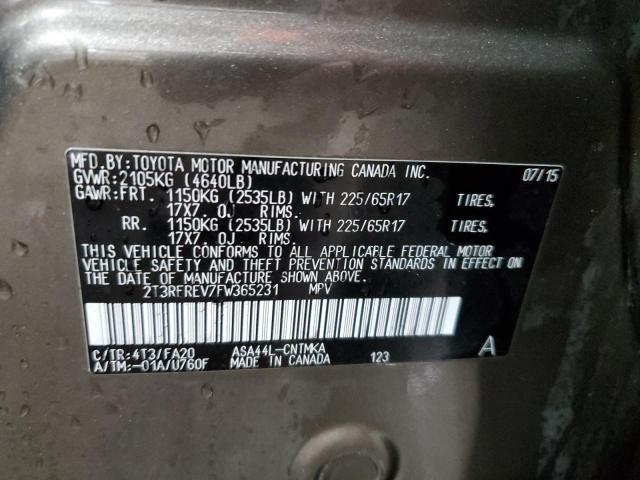 MFD.BY:TOYOTA MOTOR MANUFACTURING CANADA INC. 07/15
GVWR:2105KG (4640LB)
GAWR:FRT. 1150KG (2535LB) WITH 225/65R17 TIRES,
17X7. 0J RIMS.
RR. 1150KG (2535LB) WITH 225/65R17 TIRES,
17X7. 0J RIMS.
THIS VEHICLE CONFORMS TO ALL APPLICAFLE FEDERAL MOTOR
VEHICLE SAFETY AND THEFT PREVENTION STANDARDS IN EFFECT ON
THE DATE OF MANUFACTURE SHOWN ABOVE.
2T3RFREV7FW365231 MPV
C/TR:4T3/FA20 ASA44L-CNTMKA A
A/TM:-01A/U760F MADE IN CANADA 123